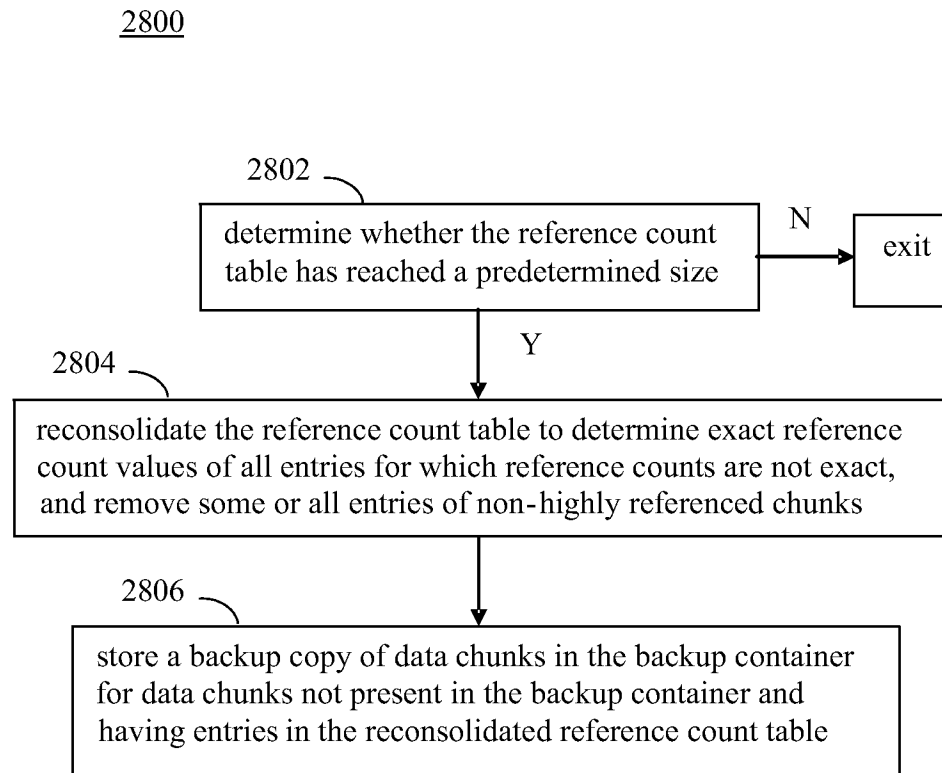 2800
2802
determine whether the reference count
table has reached a predetermined size
N
exit
Y
2804
reconsolidate the reference count table to determine exact reference
count values of all entries for which reference counts are not exact,
and remove some or all entries of non-highly referenced chunks
2806
store a backup copy of data chunks in the backup container
for data chunks not present in the backup container and
having entries in the reconsolidated reference count table